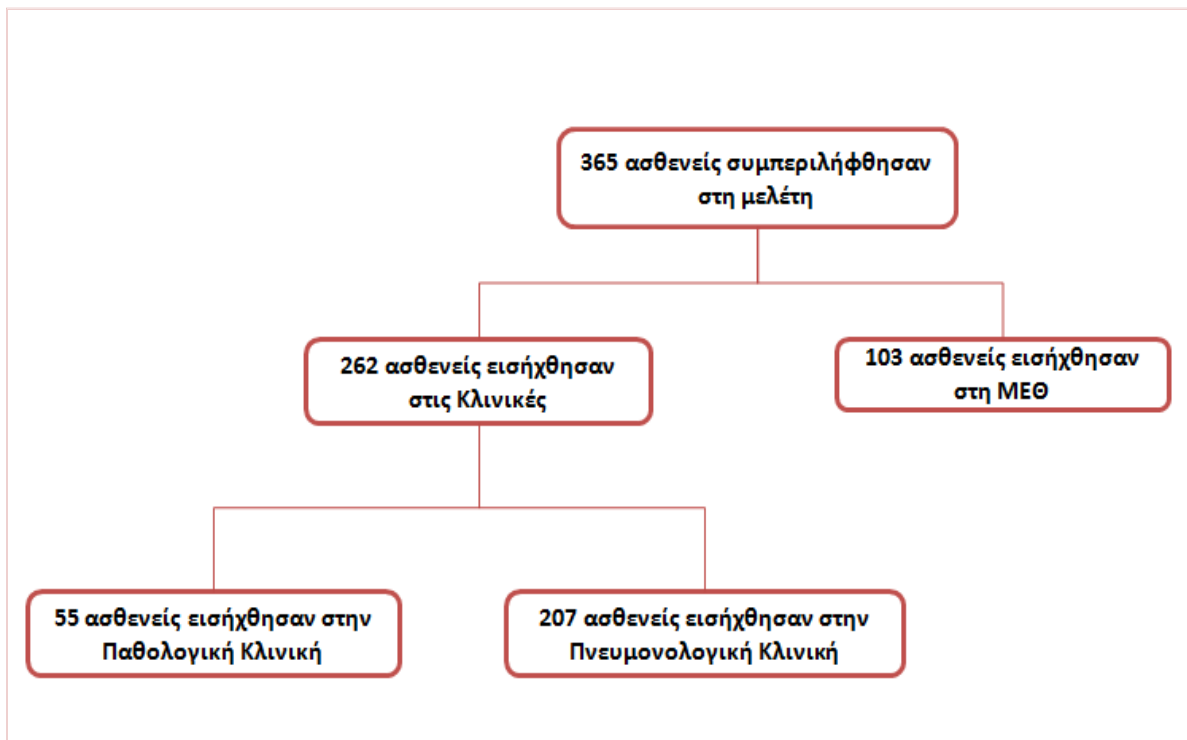 365 ασθενείς συμπεριλήφθησαν
στη μελέτη
262 ασθενείς εισήχθησαν
στις Κλινικές
103 ασθενείς εισήχθησαν
στη ΜΕΘ
55 ασθενείς εισήχθησαν στην
Παθολογική Κλινική
207 ασθενείς εισήχθησαν στην
Πνευμονολογική Κλινική